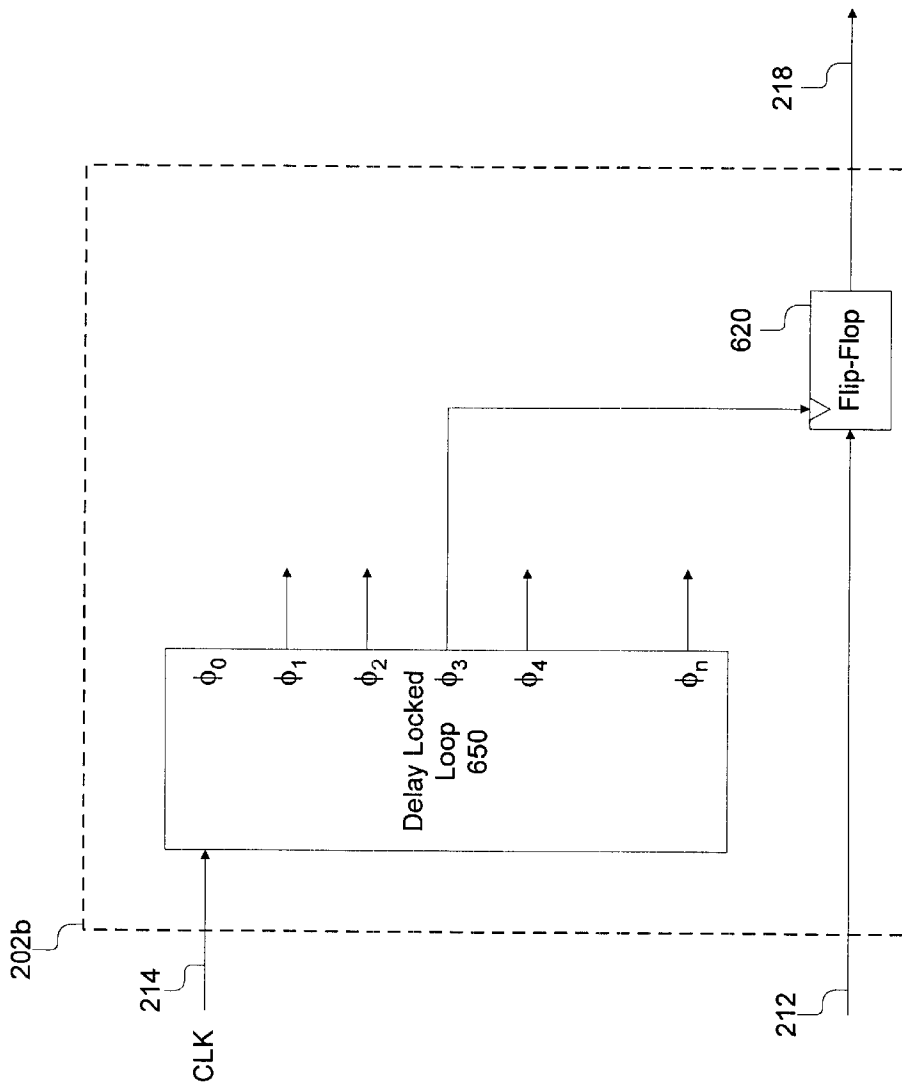 202b
214
CLK
ϕ₀
ϕ₁
ϕ₂
Delay Locked
Loop
650
ϕ₃
ϕ₄
ϕₙ
620
218
Flip-Flop
212